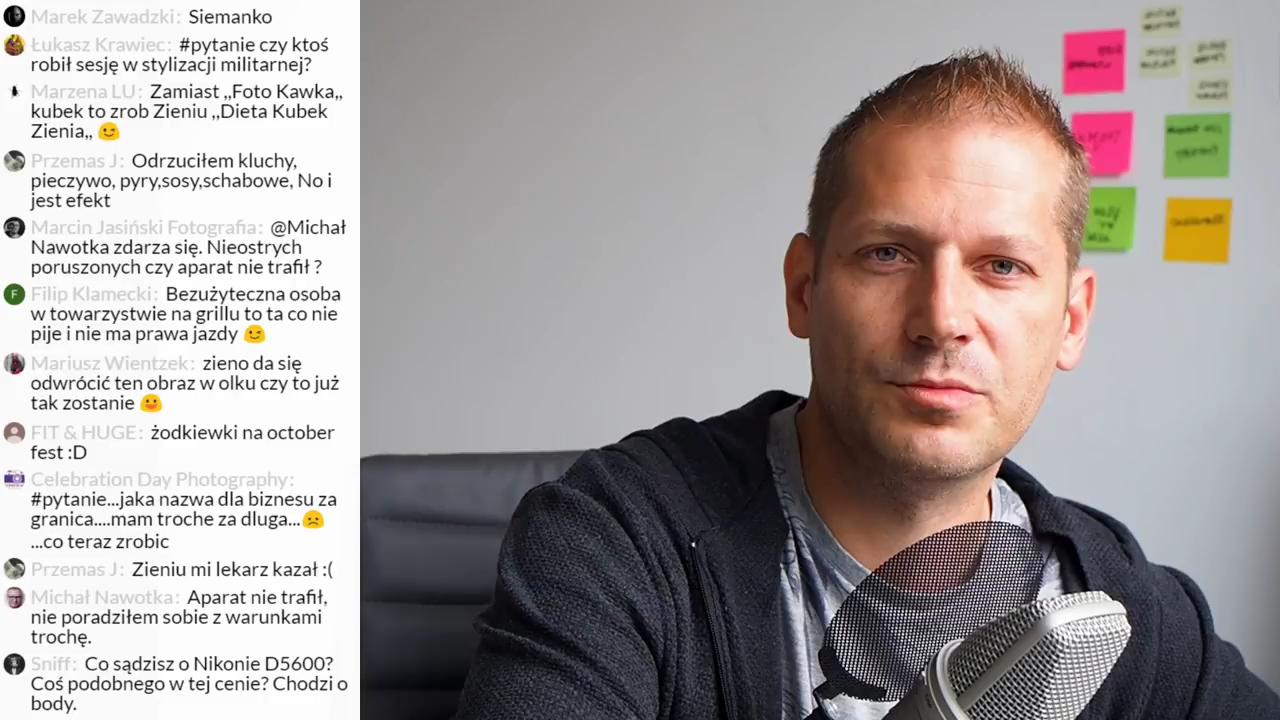 Marek Zawadzki: Siemanko
Łukasz Krawiec: #pytanie czy ktoś
robił sesję w stylizacji militarnej?
Marzena LU: Zamiast ,,Foto Kawka,,
kubek to zrob Zieniu ,,Dieta Kubek
Zienia,, 😉
Przemas J: Odrzuciłem kluchy,
pieczywo, pyry,sosy,schabowe, No i
jest efekt
Marcin Jasiński Fotografia: @Michał
Nawotka zdarza się. Nieostrych
poruszonych czy aparat nie trafił ?
F Filip Klamecki: Bezużyteczna osoba
w towarzystwie na grillu to ta co nie
pije i nie ma prawa jazdy 😉
Mariusz Wientzek: zieno da się
odwrócić ten obraz w olku czy to już
tak zostanie 😀
FIT & HUGE: żodkiewki na october
fest :D
Celebration Day Photography:
#pytanie...jaka nazwa dla biznesu za
granica....mam troche za dluga...☹️
...co teraz zrobic
Przemas J: Zieniu mi lekarz kazał :(
Michał Nawotka: Aparat nie trafił,
nie poradziłem sobie z warunkami
trochę.
Sniff: Co sądzisz o Nikonie D5600?
Coś podobnego w tej cenie? Chodzi o
body.